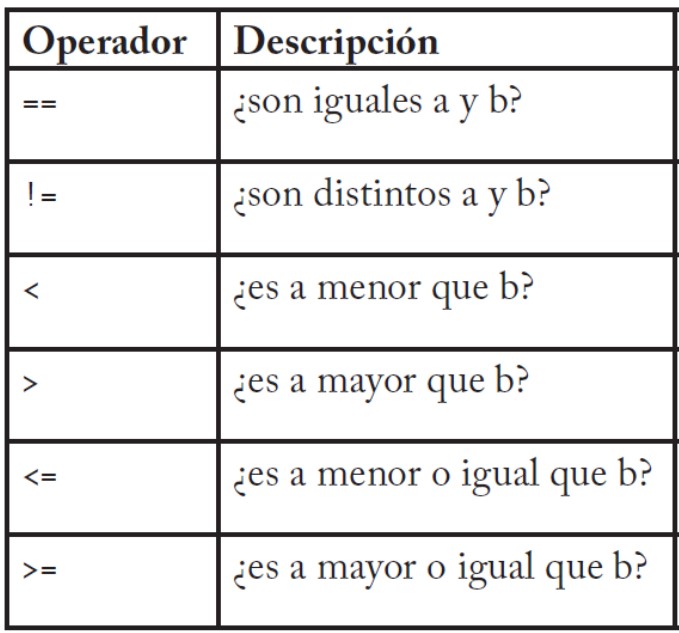 Operador Descripción
== ¿son iguales a y b?
!= ¿son distintos a y b?
< ¿es a menor que b?
> ¿es a mayor que b?
<= ¿es a menor o igual que b?
>= ¿es a mayor o igual que b?